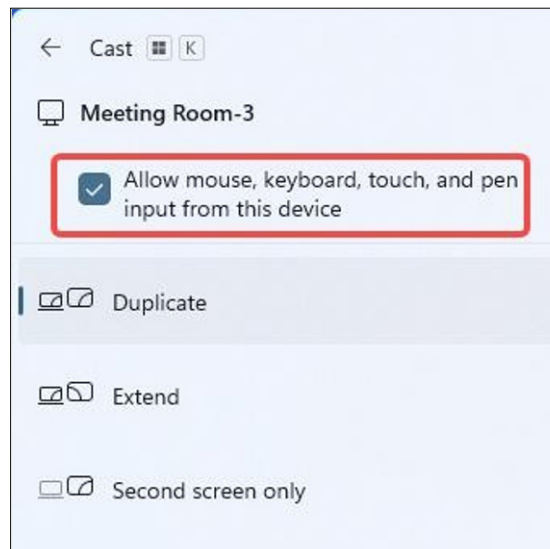 Cast K
Meeting Room-3
Allow mouse, keyboard, touch, and pen
input from this device
Duplicate
Extend
Second screen only